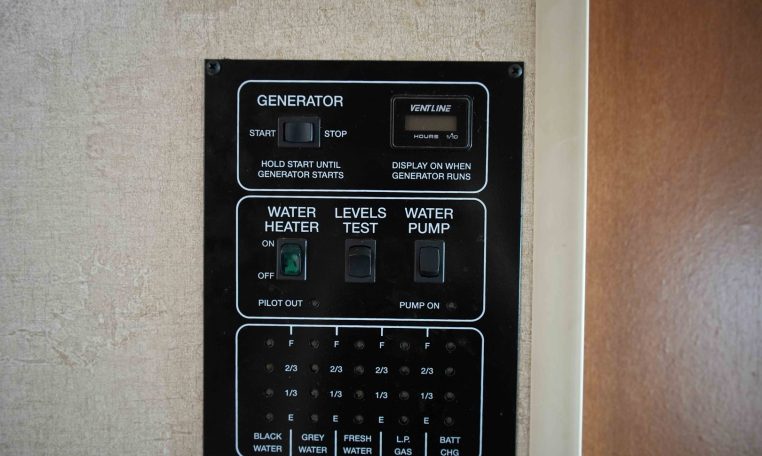 GENERATOR
START STOP
HOLD START UNTIL
GENERATOR STARTS
VENTLINE
HOURS 1/10
DISPLAY ON WHEN
GENERATOR RUNS
WATER
HEATER
ON
OFF
PILOT OUT
LEVELS
TEST
WATER
PUMP
PUMP ON
F F F F
2/3 2/3 2/3 2/3
1/3 1/3 1/3 1/3
E E E E
BLACK
WATER
GREY
WATER
FRESH
WATER
L.P.
GAS
BATT
CHG